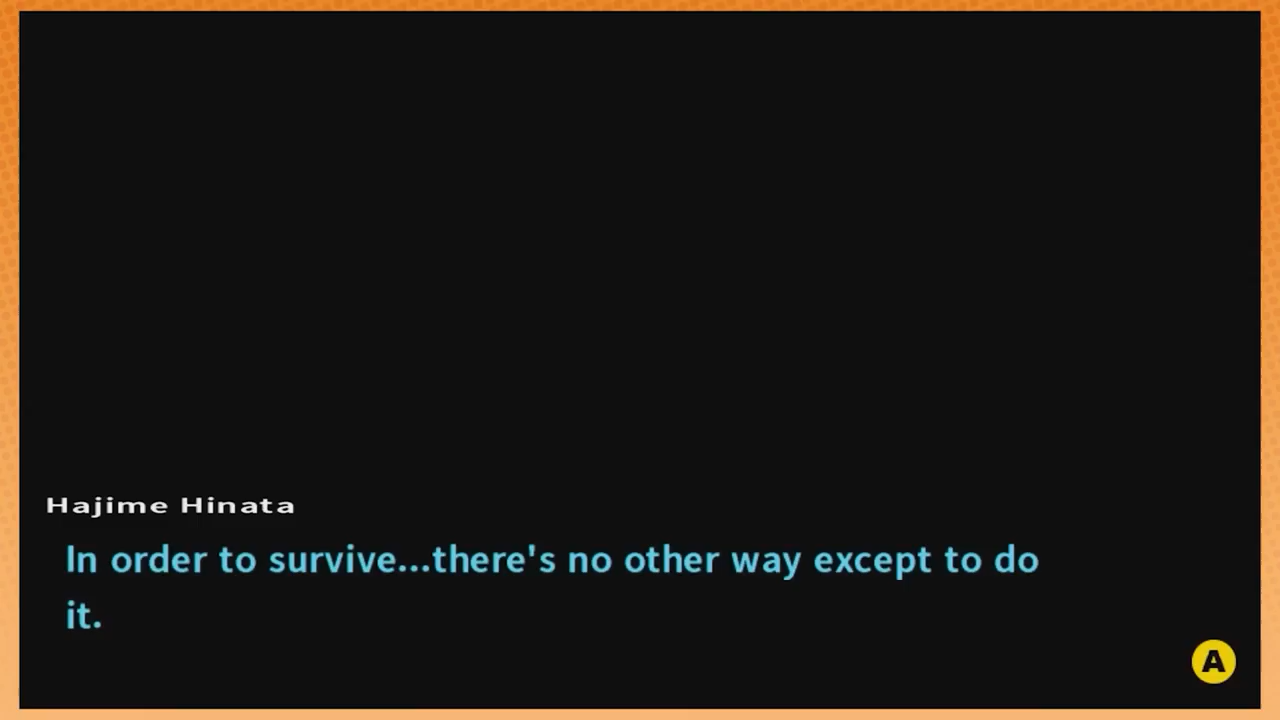 Hajime Hinata
In order to survive...there's no other way except to do
it.
A